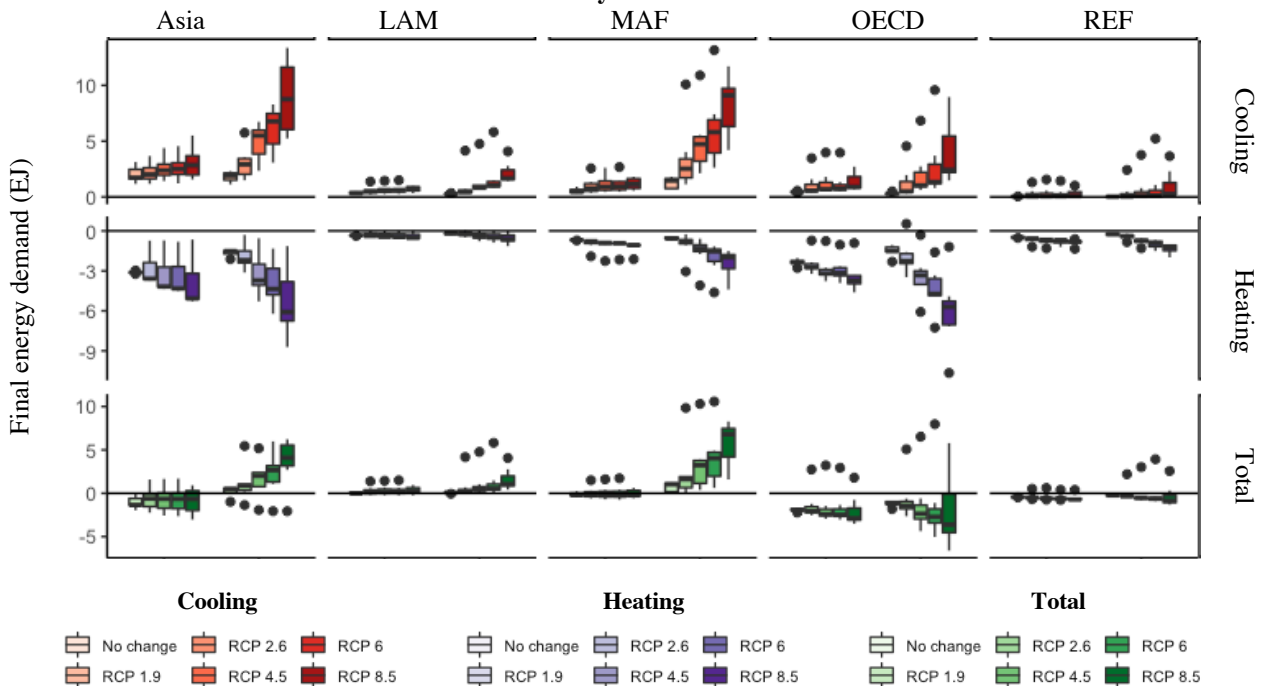 Asia LAM MAF OECD REF
10
5
0
Cooling
0
-3
-6
-9
Heating
10
5
0
-5
Total
Final energy demand (EJ)
Cooling Heating Total
No change RCP 2.6 RCP 6 No change RCP 2.6 RCP 6 No change RCP 2.6 RCP 6
RCP 1.9 RCP 4.5 RCP 8.5 RCP 1.9 RCP 4.5 RCP 8.5 RCP 1.9 RCP 4.5 RCP 8.5